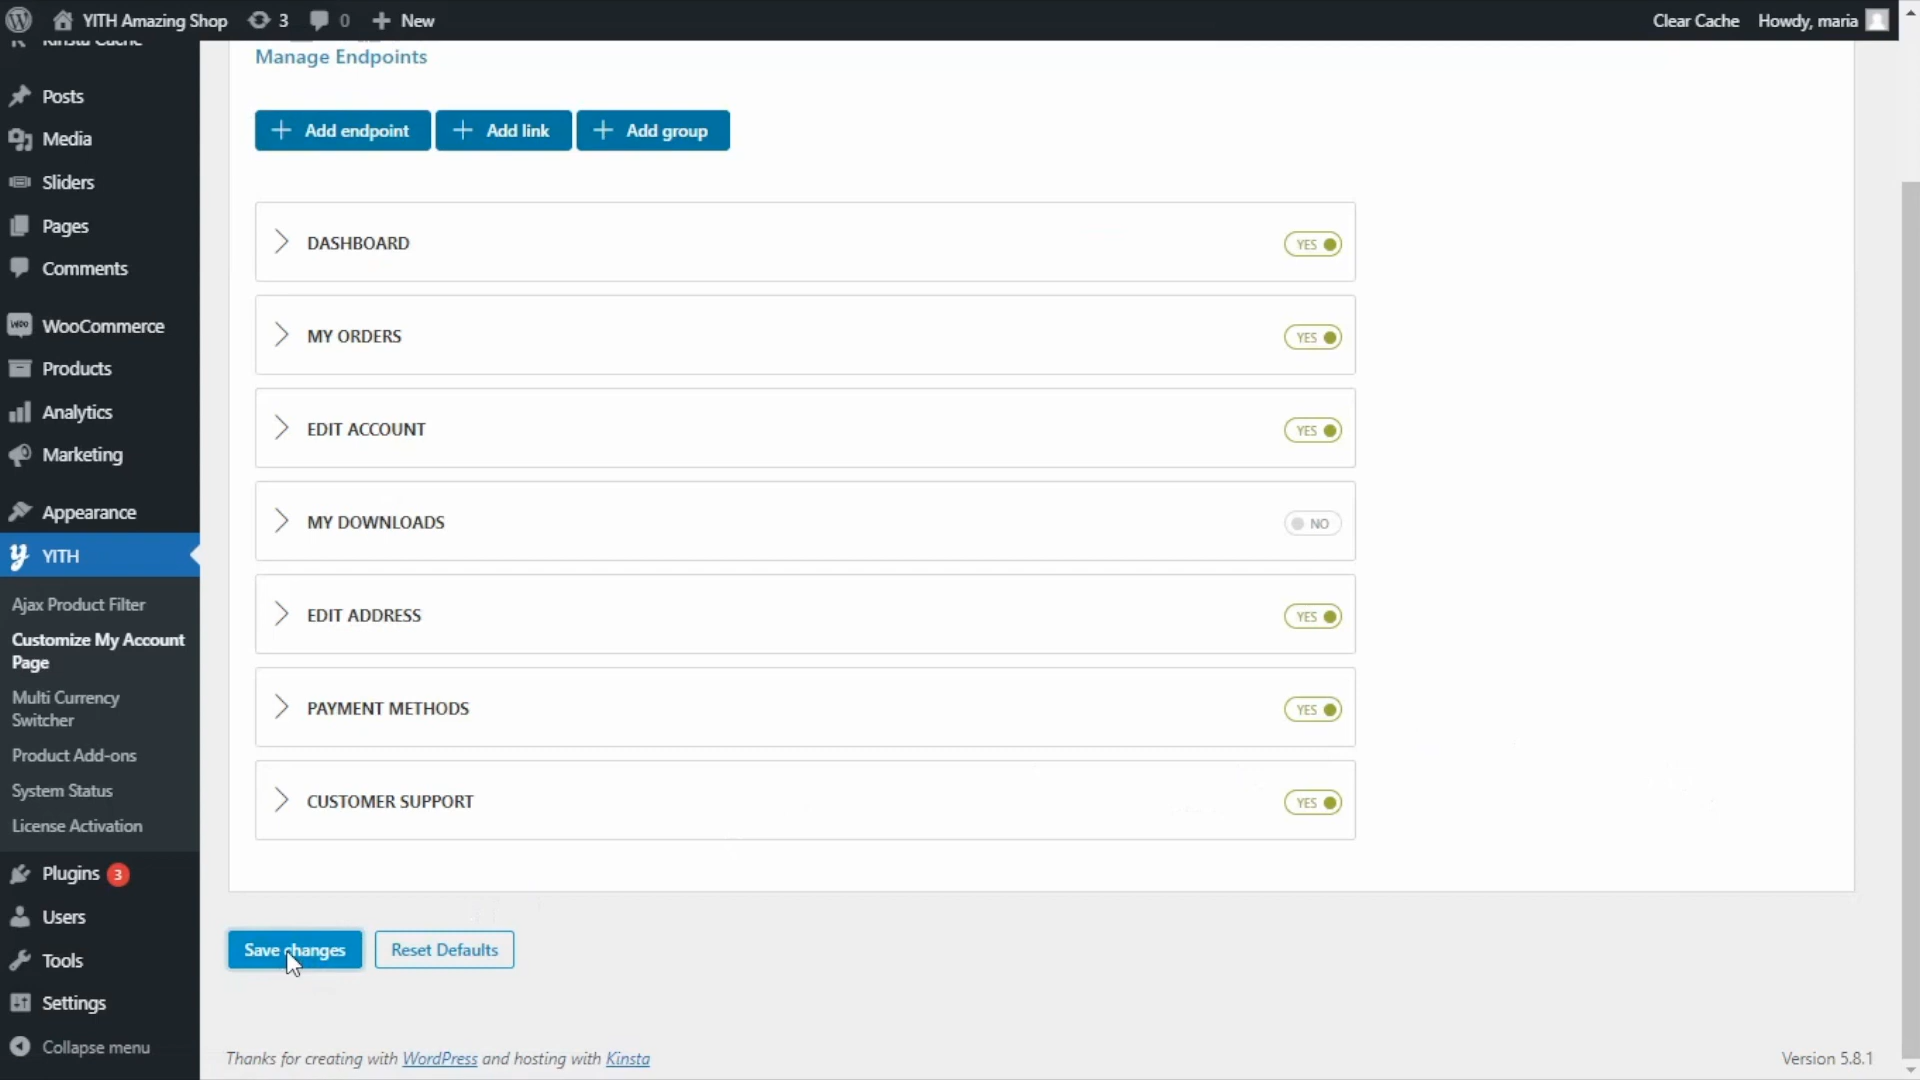 YITH Amazing Shop 3 0 New Clear Cache Howdy, maria
Kinsta Cache
Posts
Media
Sliders
Pages
Comments
WooCommerce
Products
Analytics
Marketing
Appearance
YITH
Ajax Product Filter
Customize My Account
Page
Multi Currency
Switcher
Product Add-ons
System Status
License Activation
Plugins 3
Users
Tools
Settings
Collapse menu
Manage Endpoints
Add endpoint Add link Add group
DASHBOARD YES
MY ORDERS YES
EDIT ACCOUNT YES
MY DOWNLOADS NO
EDIT ADDRESS YES
PAYMENT METHODS YES
CUSTOMER SUPPORT YES
Save changes Reset Defaults
Thanks for creating with WordPress and hosting with Kinsta Version 5.8.1